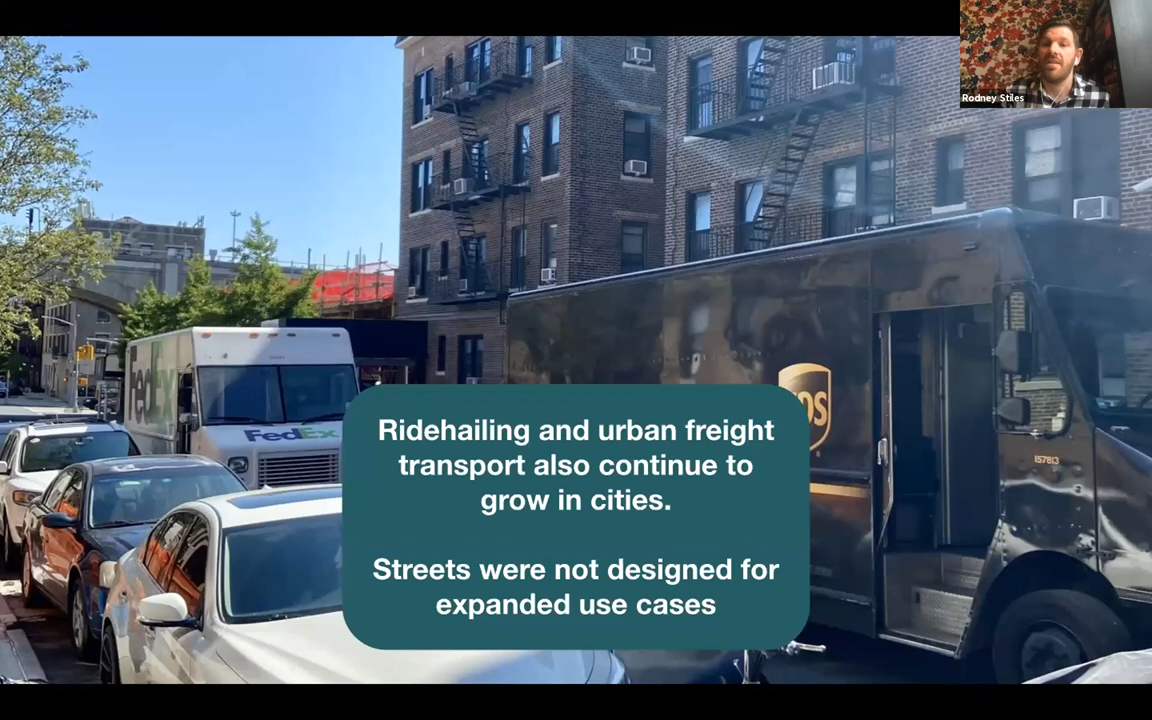 Rodney Stiles
FedEx
FedEx
ups
157813
Ridehailing and urban freight
transport also continue to
grow in cities.
Streets were not designed for
expanded use cases